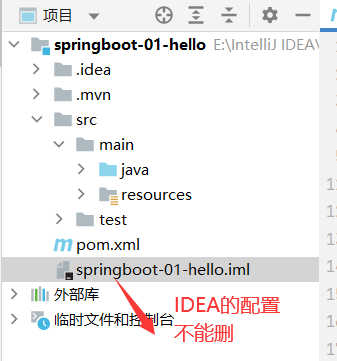 项目
springboot-01-hello E:\IntelliJ IDEA\
.idea
.mvn
src
main
java
resources
test
pom.xml
springboot-01-hello.iml
外部库
临时文件和控制台
IDEA的配置
不能删